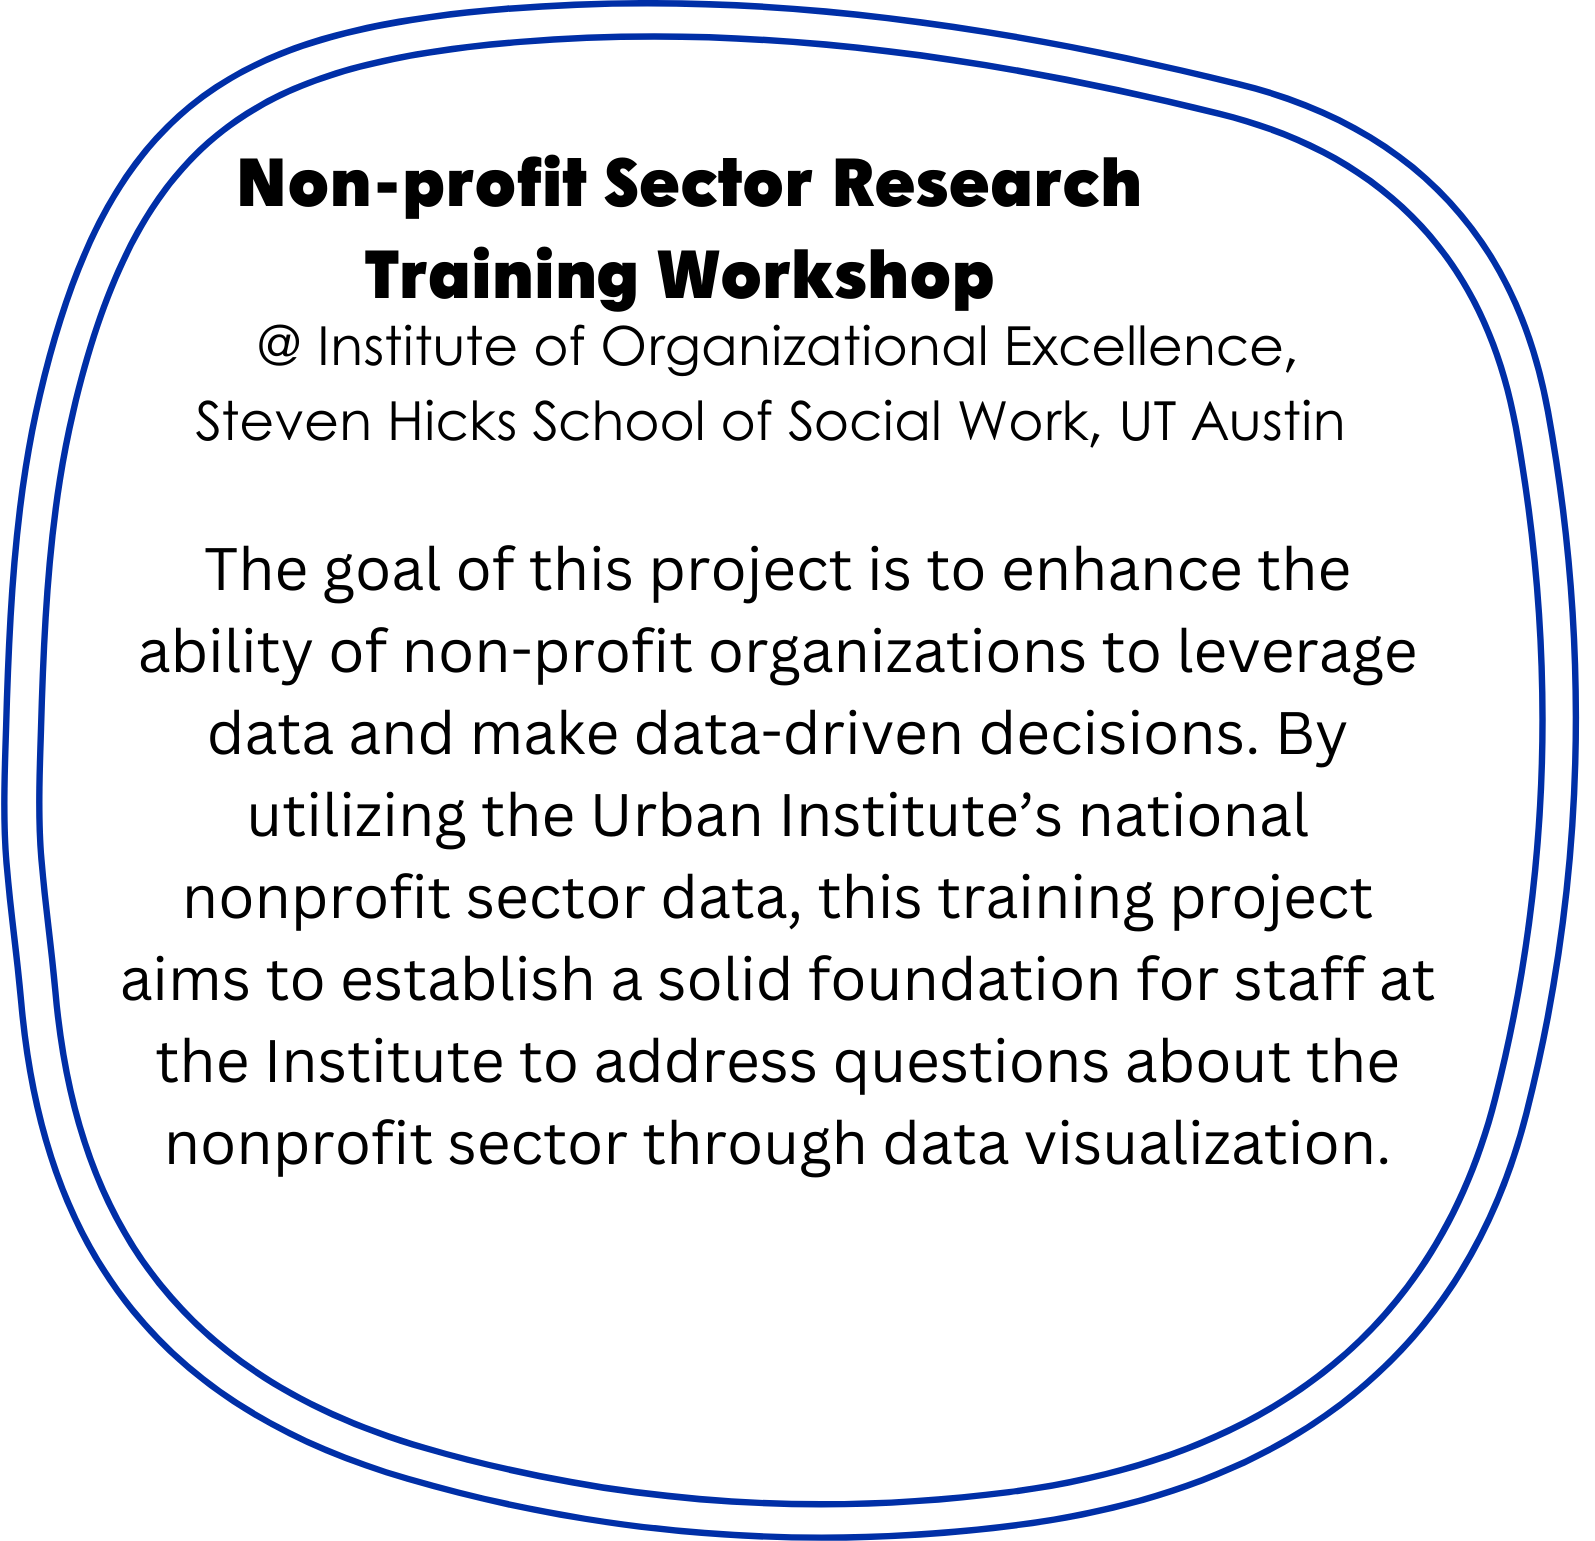 Non-profit Sector Research
Training Workshop
@ Institute of Organizational Excellence,
Steven Hicks School of Social Work, UT Austin
The goal of this project is to enhance the
ability of non-profit organizations to leverage
data and make data-driven decisions. By
utilizing the Urban Institute’s national
nonprofit sector data, this training project
aims to establish a solid foundation for staff at
the Institute to address questions about the
nonprofit sector through data visualization.